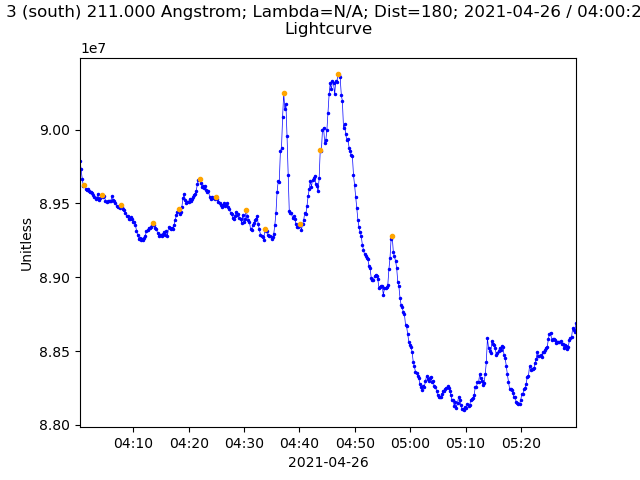 3 (south) 211.000 Angstrom; Lambda=N/A; Dist=180; 2021-04-26 / 04:00:2
Lightcurve
1e7
9.00
8.95
8.90
8.85
8.80
Unitless
04:10 04:20 04:30 04:40 04:50 05:00 05:10 05:20
2021-04-26